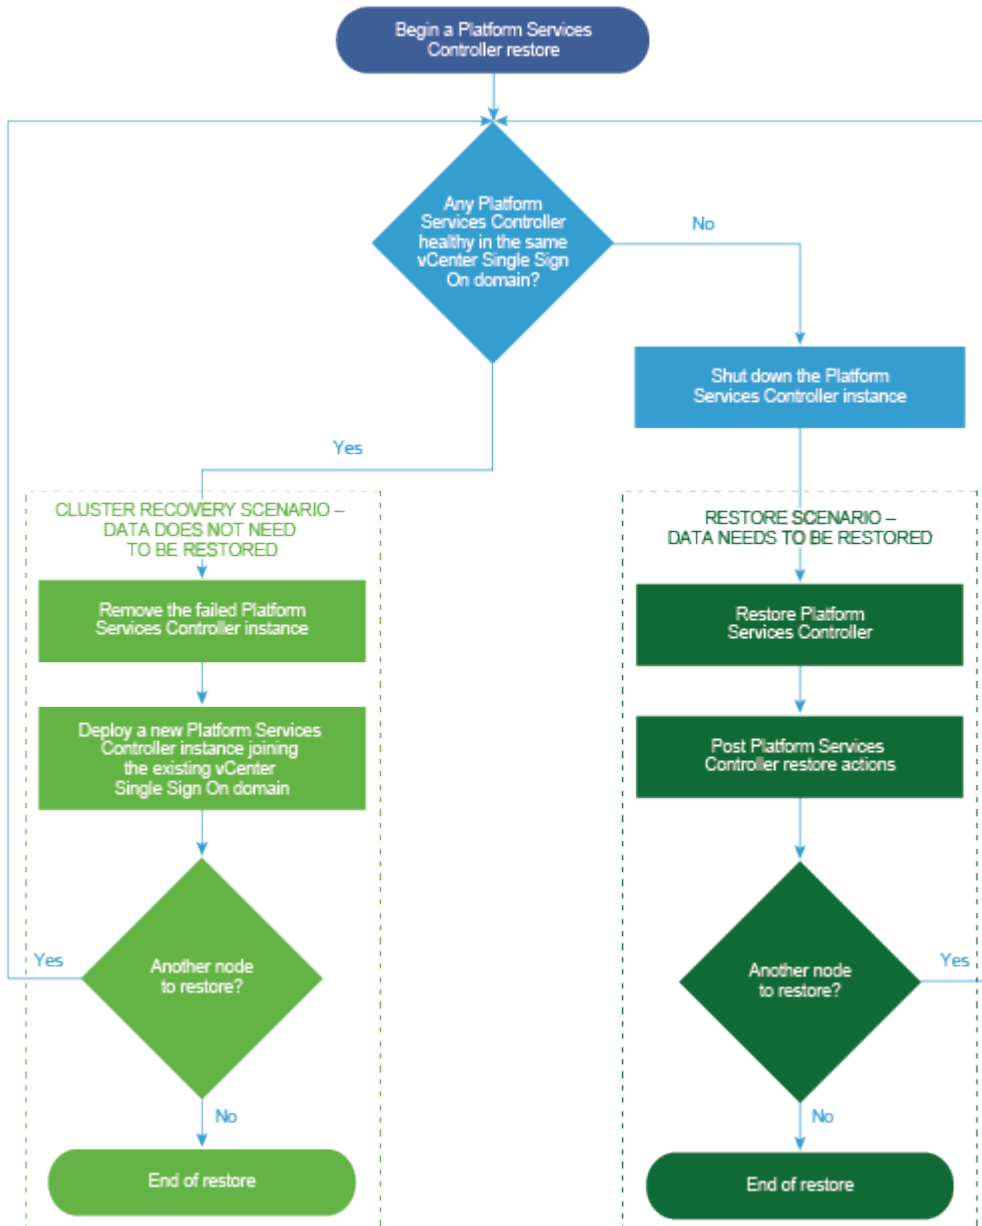 Begin a Platform Services
Controller restore
Any Platform
Services Controller
healthy in the same
vCenter Single Sign
On domain?
No
Shut down the Platform
Services Controller instance
Yes
CLUSTER RECOVERY SCENARIO –
DATA DOES NOT NEED
TO BE RESTORED
RESTORE SCENARIO –
DATA NEEDS TO BE RESTORED
Remove the failed Platform
Services Controller instance
Restore Platform
Services Controller
Deploy a new Platform Services
Controller instance joining
the existing vCenter
Single Sign On domain
Post Platform Services
Controller restore actions
Yes
Another node
to restore?
Another node
to restore?
Yes
No
No
End of restore
End of restore